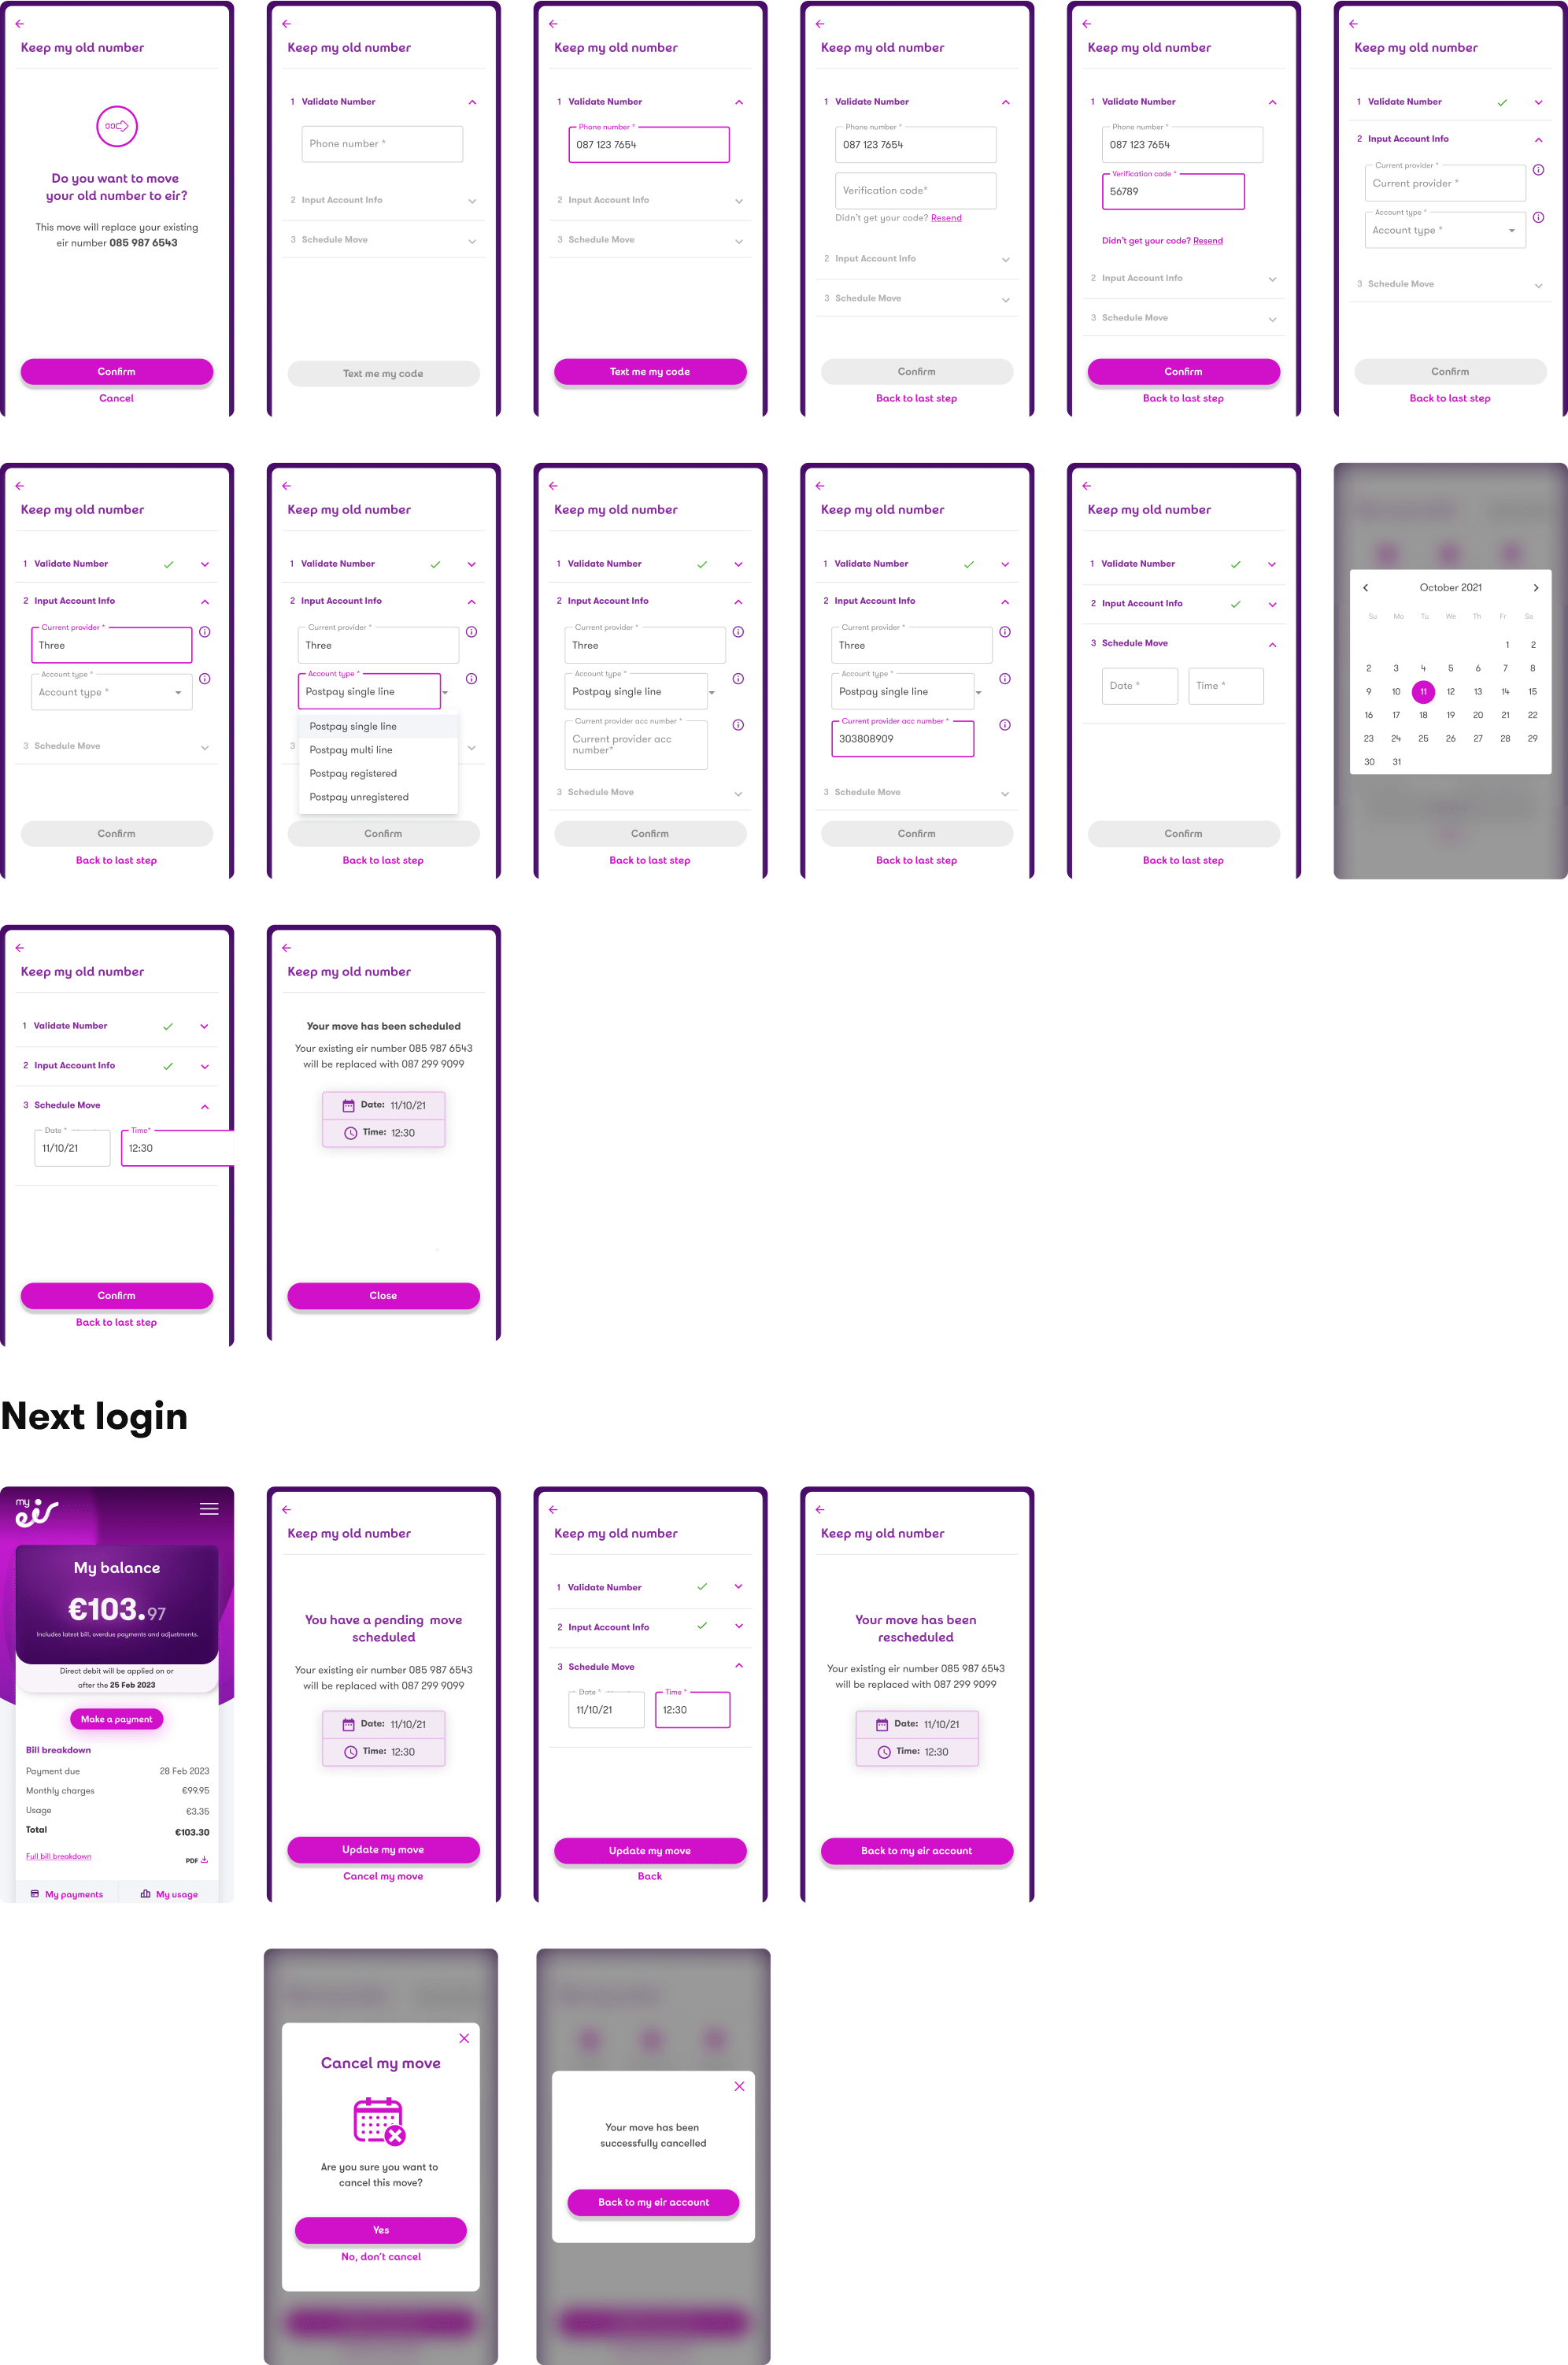 Keep my old number
Do you want to move
your old number to eir?
This move will replace your existing
eir number 085 987 6543
Confirm
Cancel
Keep my old number
1 Validate Number
Phone number *
2 Input Account Info
3 Schedule Move
Text me my code
Keep my old number
1 Validate Number
Phone number *
087 123 7654
2 Input Account Info
3 Schedule Move
Text me my code
Keep my old number
1 Validate Number
Phone number *
087 123 7654
Verification code*
Didn't get your code? Resend
2 Input Account Info
3 Schedule Move
Confirm
Back to last step
Keep my old number
1 Validate Number
Phone number *
087 123 7654
Verification code *
56789
Didn't get your code? Resend
2 Input Account Info
3 Schedule Move
Confirm
Back to last step
Keep my old number
1 Validate Number
2 Input Account Info
Current provider *
Current provider *
Account type *
Account type *
3 Schedule Move
Confirm
Back to last step
Keep my old number
1 Validate Number
2 Input Account Info
Current provider *
Three
Account type *
Account type *
3 Schedule Move
Confirm
Back to last step
Keep my old number
1 Validate Number
2 Input Account Info
Current provider *
Three
Account type *
Postpay single line
Postpay single line
Postpay multi line
Postpay registered
Postpay unregistered
3
Confirm
Back to last step
Keep my old number
1 Validate Number
2 Input Account Info
Current provider *
Three
Account type *
Postpay single line
Current provider acc number *
Current provider acc
number*
3 Schedule Move
Confirm
Back to last step
Keep my old number
1 Validate Number
2 Input Account Info
Current provider *
Three
Account type *
Postpay single line
Current provider acc number *
303808909
3 Schedule Move
Confirm
Back to last step
Keep my old number
1 Validate Number
2 Input Account Info
3 Schedule Move
Date * Time *
Confirm
Back to last step
October 2021
Su Mo Tu We Th Fr Sa
1 2
2 3 4 5 6 7 8
9 10 11 12 13 14 15
16 17 18 19 20 21 22
23 24 25 26 27 28 29
30 31
Keep my old number
1 Validate Number
2 Input Account Info
3 Schedule Move
Date * Time*
11/10/21 12:30
Confirm
Back to last step
Keep my old number
Your move has been scheduled
Your existing eir number 085 987 6543
will be replaced with 087 299 9099
Date: 11/10/21
Time: 12:30
Close
Next login
my
eir
My balance
€103.97
Includes latest bill, overdue payments and adjustments.
Direct debit will be applied on or
after the 25 Feb 2023
Make a payment
Bill breakdown
Payment due 28 Feb 2023
Monthly charges €99.95
Usage €3.35
Total €103.30
Full bill breakdown PDF
My payments My usage
Keep my old number
You have a pending move
scheduled
Your existing eir number 085 987 6543
will be replaced with 087 299 9099
Date: 11/10/21
Time: 12:30
Update my move
Cancel my move
Keep my old number
1 Validate Number
2 Input Account Info
3 Schedule Move
Date * Time *
11/10/21 12:30
Update my move
Back
Keep my old number
Your move has been
rescheduled
Your existing eir number 085 987 6543
will be replaced with 087 299 9099
Date: 11/10/21
Time: 12:30
Back to my eir account
Cancel my move
Are you sure you want to
cancel this move?
Yes
No, don't cancel
Your move has been
successfully cancelled
Back to my eir account